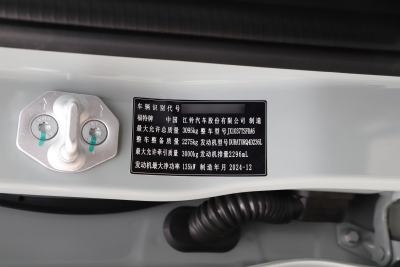 车辆识别代号
福特牌 中国 江铃汽车股份有限公司 制造
最大允许总质量 3095kg 整车型号 JX1037TSFDA6
整车整备质量 2275kg 发动机型号 DURATORQ4D236L
最大允许牵引质量 3000kg 发动机排量 2296mL
发动机最大净功率 135kW 制造年月 2024-12